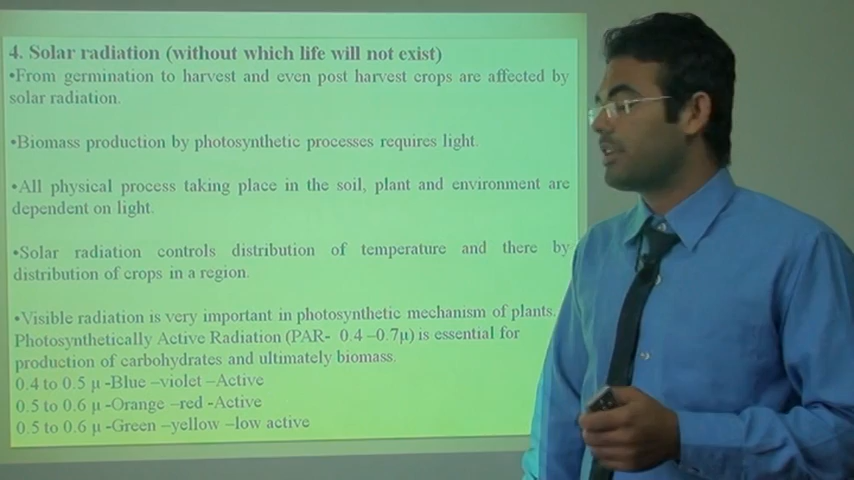 4. Solar radiation (without which life will not exist)
•From germination to harvest and even post harvest crops are affected by
solar radiation.
•Biomass production by photosynthetic processes requires light.
•All physical process taking place in the soil, plant and environment are
dependent on light.
•Solar radiation controls distribution of temperature and there by
distribution of crops in a region.
•Visible radiation is very important in photosynthetic mechanism of plants.
Photosynthetically Active Radiation (PAR- 0.4 –0.7μ) is essential for
production of carbohydrates and ultimately biomass.
0.4 to 0.5 μ -Blue –violet –Active
0.5 to 0.6 μ -Orange –red -Active
0.5 to 0.6 μ -Green –yellow –low active